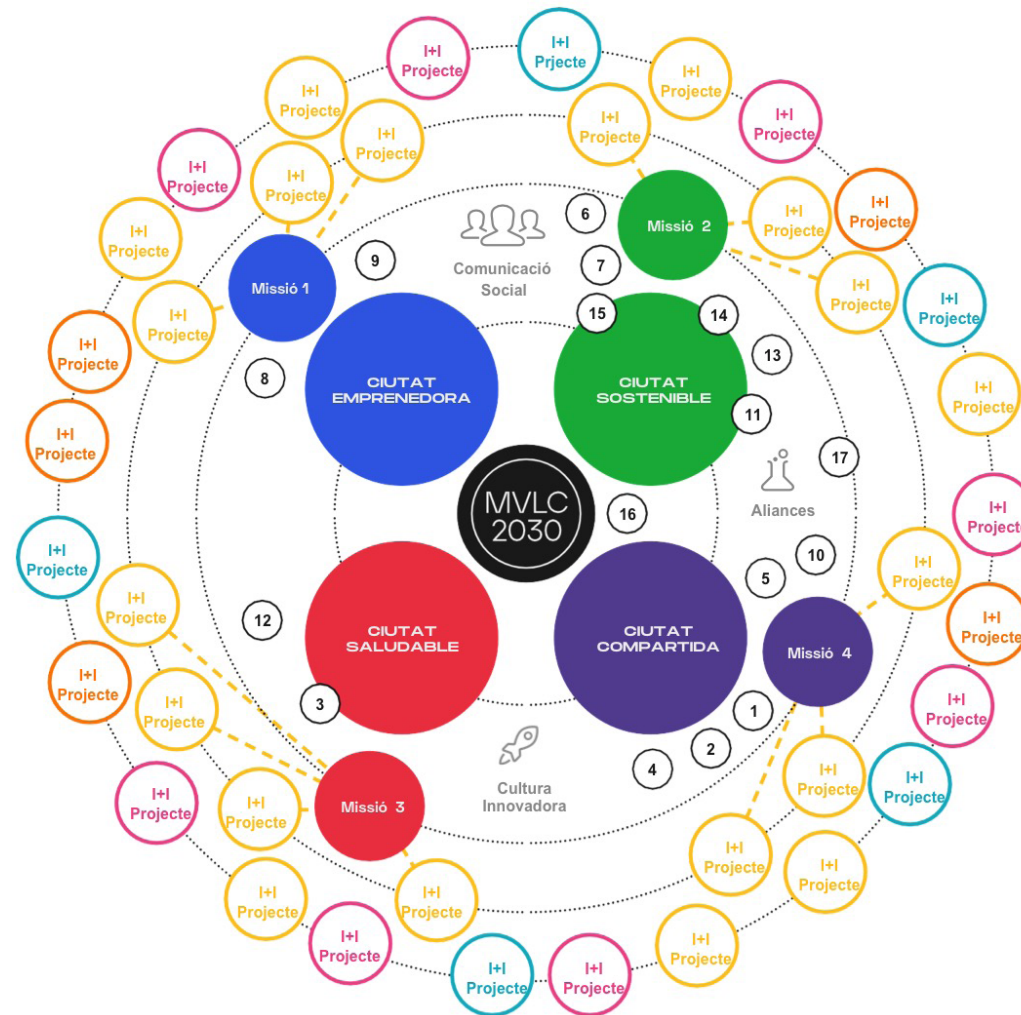 I+I
Prjecte
I+I
Projecte
I+I
Projecte
I+I
Projecte
I+I
Projecte
I+I
Projecte
I+I
Projecte
I+I
Projecte
I+I
Projecte
I+I
Projecte
I+I
Projecte
I+I
Projecte
6
Missió 2
I+I
Projecte
9
Comunicació
Social
7
Missió 1
I+I
Projecte
I+I
Projecte
I+I
Projecte
15
14
I+I
Projecte
13
8
CIUTAT
EMPRENEDORA
CIUTAT
SOSTENIBLE
I+I
Projecte
11
I+I
Projecte
17
Aliances
MVLC
2030
16
I+I
Projecte
I+I
Projecte
10
I+I
Projecte
5
I+I
Projecte
12
I+I
Projecte
CIUTAT
SALUDABLE
CIUTAT
COMPARTIDA
Missió 4
I+I
Projecte
3
1
I+I
Projecte
I+I
Projecte
2
4
Cultura
Innovadora
I+I
Projecte
I+I
Projecte
I+I
Projecte
I+I
Projecte
Missió 3
I+I
Projecte
I+I
Projecte
I+I
Projecte
I+I
Projecte
I+I
Projecte
I+I
Projecte
I+I
Projecte
I+I
Projecte